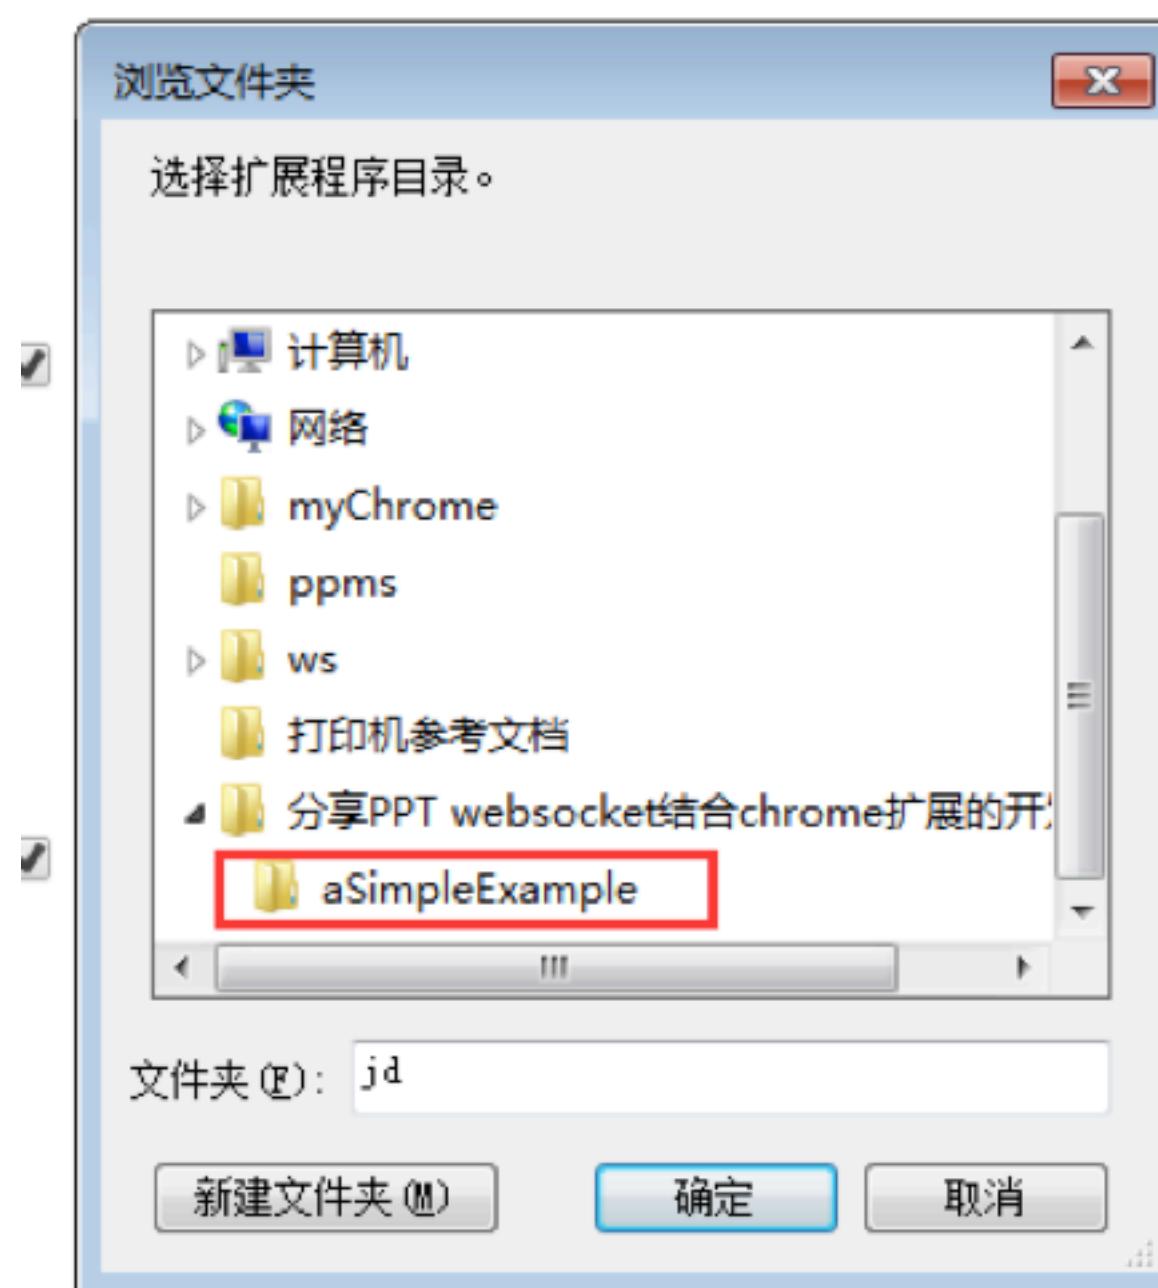 浏览文件夹
选择扩展程序目录。
计算机
网络
myChrome
ppms
ws
打印机参考文档
分享PPT websocket结合chrome扩展的开
aSimpleExample
文件夹(F): jd
新建文件夹(M) 确定 取消